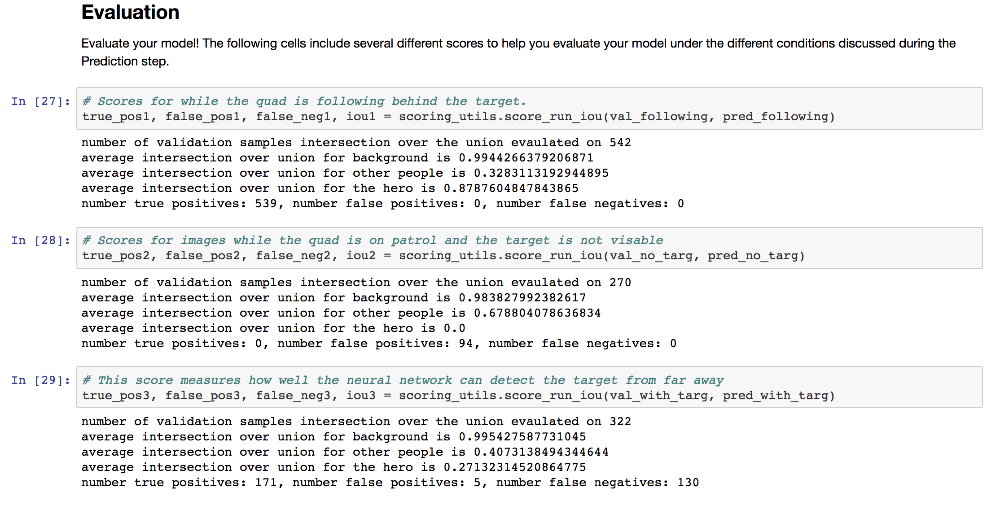 Evaluation
Evaluate your model! The following cells include several different scores to help you evaluate your model under the different conditions discussed during the
Prediction step.
In [27]: # Scores for while the quad is following behind the target.
true_pos1, false_pos1, false_neg1, iou1 = scoring_utils.score_run_iou(val_following, pred_following)
number of validation samples intersection over the union evaulated on 542
average intersection over union for background is 0.9944266379206871
average intersection over union for other people is 0.3283113192944895
average intersection over union for the hero is 0.8787604847843865
number true positives: 539, number false positives: 0, number false negatives: 0
In [28]: # Scores for images while the quad is on patrol and the target is not visable
true_pos2, false_pos2, false_neg2, iou2 = scoring_utils.score_run_iou(val_no_targ, pred_no_targ)
number of validation samples intersection over the union evaulated on 270
average intersection over union for background is 0.983827992382617
average intersection over union for other people is 0.678804078636834
average intersection over union for the hero is 0.0
number true positives: 0, number false positives: 94, number false negatives: 0
In [29]: # This score measures how well the neural network can detect the target from far away
true_pos3, false_pos3, false_neg3, iou3 = scoring_utils.score_run_iou(val_with_targ, pred_with_targ)
number of validation samples intersection over the union evaulated on 322
average intersection over union for background is 0.995427587731045
average intersection over union for other people is 0.4073138494344644
average intersection over union for the hero is 0.27132314520864775
number true positives: 171, number false positives: 5, number false negatives: 130